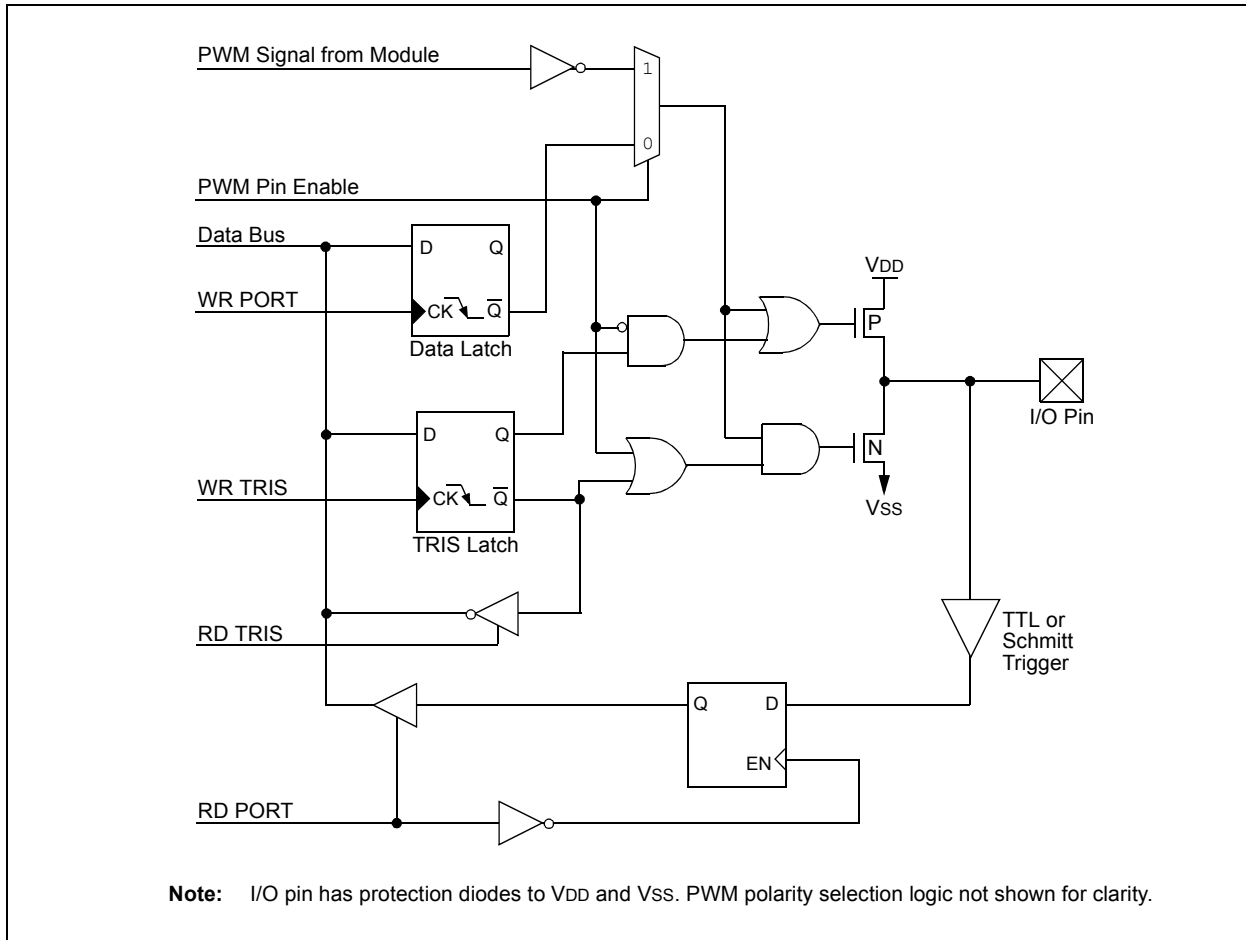 PWM Signal from Module
1
0
PWM Pin Enable
Data Bus
D
Q
WR PORT
CK
Q̅
Data Latch
VDD
P
I/O Pin
D
Q
N
WR TRIS
CK
Q̅
VSS
TRIS Latch
RD TRIS
TTL or
Schmitt
Trigger
Q
D
EN
RD PORT
Note: I/O pin has protection diodes to VDD and VSS. PWM polarity selection logic not shown for clarity.